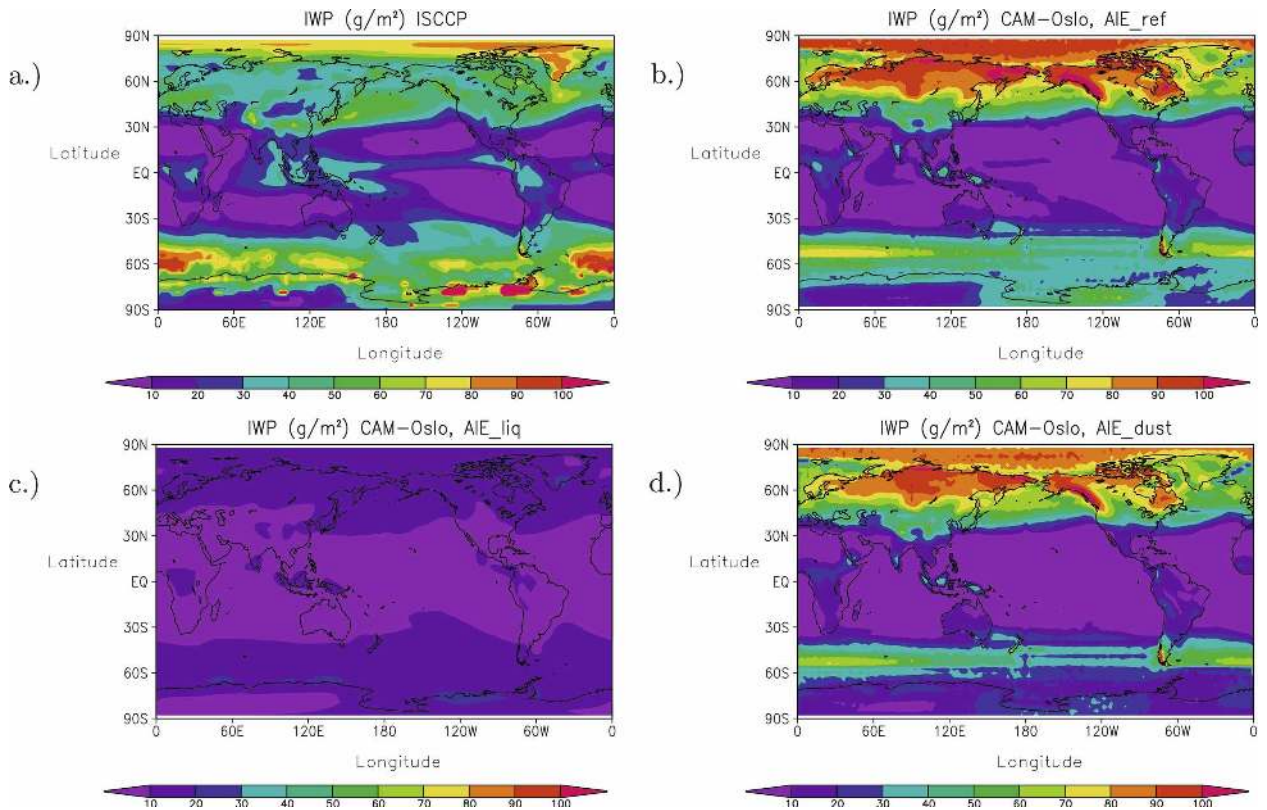 IWP (g/m²) ISCCP
a.)
90N
60N
30N
EQ
30S
60S
90S
Latitude
0 60E 120E 180 120W 60W 0
Longitude
10 20 30 40 50 60 70 80 90 100
IWP (g/m²) CAM-Oslo, AIE_ref
b.)
90N
60N
30N
EQ
30S
60S
90S
Latitude
0 60E 120E 180 120W 60W 0
Longitude
10 20 30 40 50 60 70 80 90 100
IWP (g/m²) CAM-Oslo, AIE_liq
c.)
90N
60N
30N
EQ
30S
60S
90S
Latitude
0 60E 120E 180 120W 60W 0
Longitude
10 20 30 40 50 60 70 80 90 100
IWP (g/m²) CAM-Oslo, AIE_dust
d.)
90N
60N
30N
EQ
30S
60S
90S
Latitude
0 60E 120E 180 120W 60W 0
Longitude
10 20 30 40 50 60 70 80 90 100